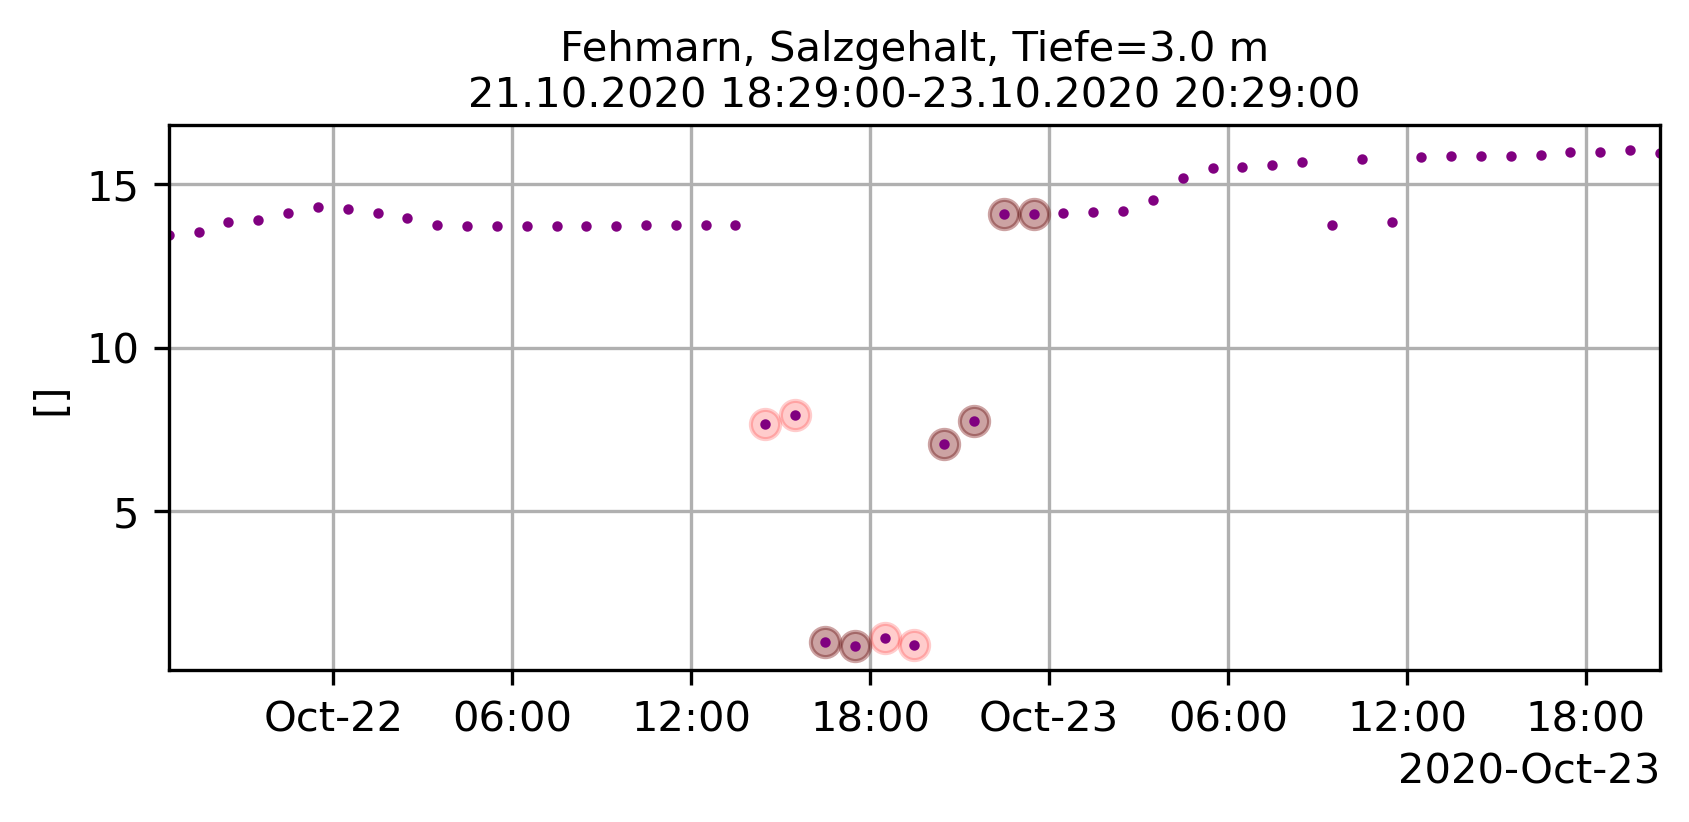 Fehmarn, Salzgehalt, Tiefe=3.0 m
21.10.2020 18:29:00-23.10.2020 20:29:00
15
10
5
[]
Oct-22 06:00 12:00 18:00 Oct-23 06:00 12:00 18:00
2020-Oct-23